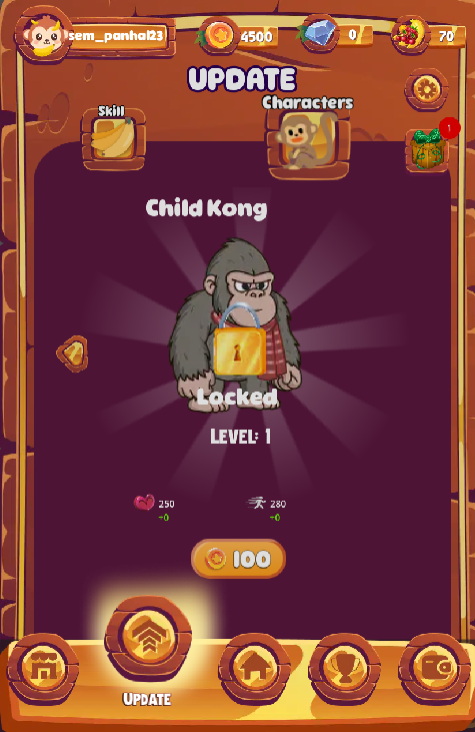 sem_panha123
4500
0
70
UPDATE
Skill
Characters
1
Child Kong
Locked
LEVEL: 1
250
+0
280
+0
100
UPDATE